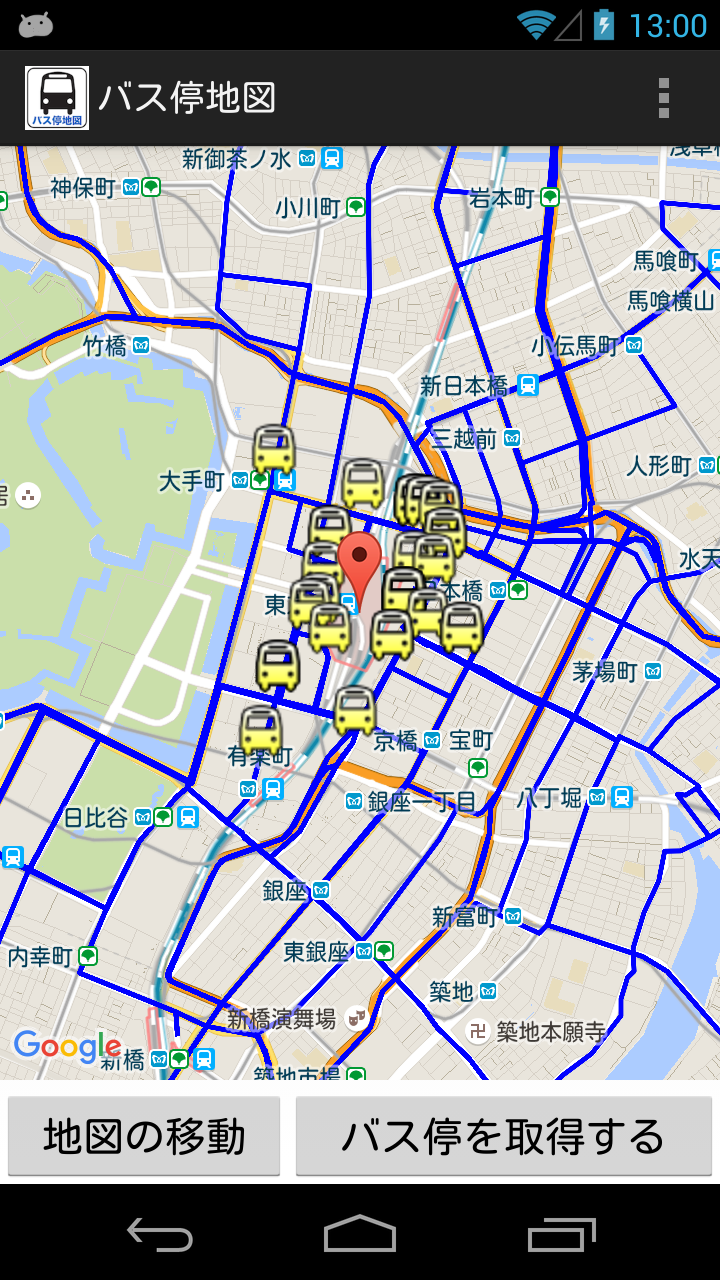 13:00
バス停地図
バス停地図
新御茶ノ水
神保町
小川町
岩本町
馬喰町
馬喰横山
竹橋
小伝馬町
新日本橋
三越前
人形町
大手町
水天
本橋
茅場町
京橋
宝町
有楽町
銀座一丁目
八丁堀
日比谷
銀座
新富町
東銀座
内幸町
築地
新橋演舞場
築地本願寺
Google
新橋
築地市場
地図の移動
バス停を取得する